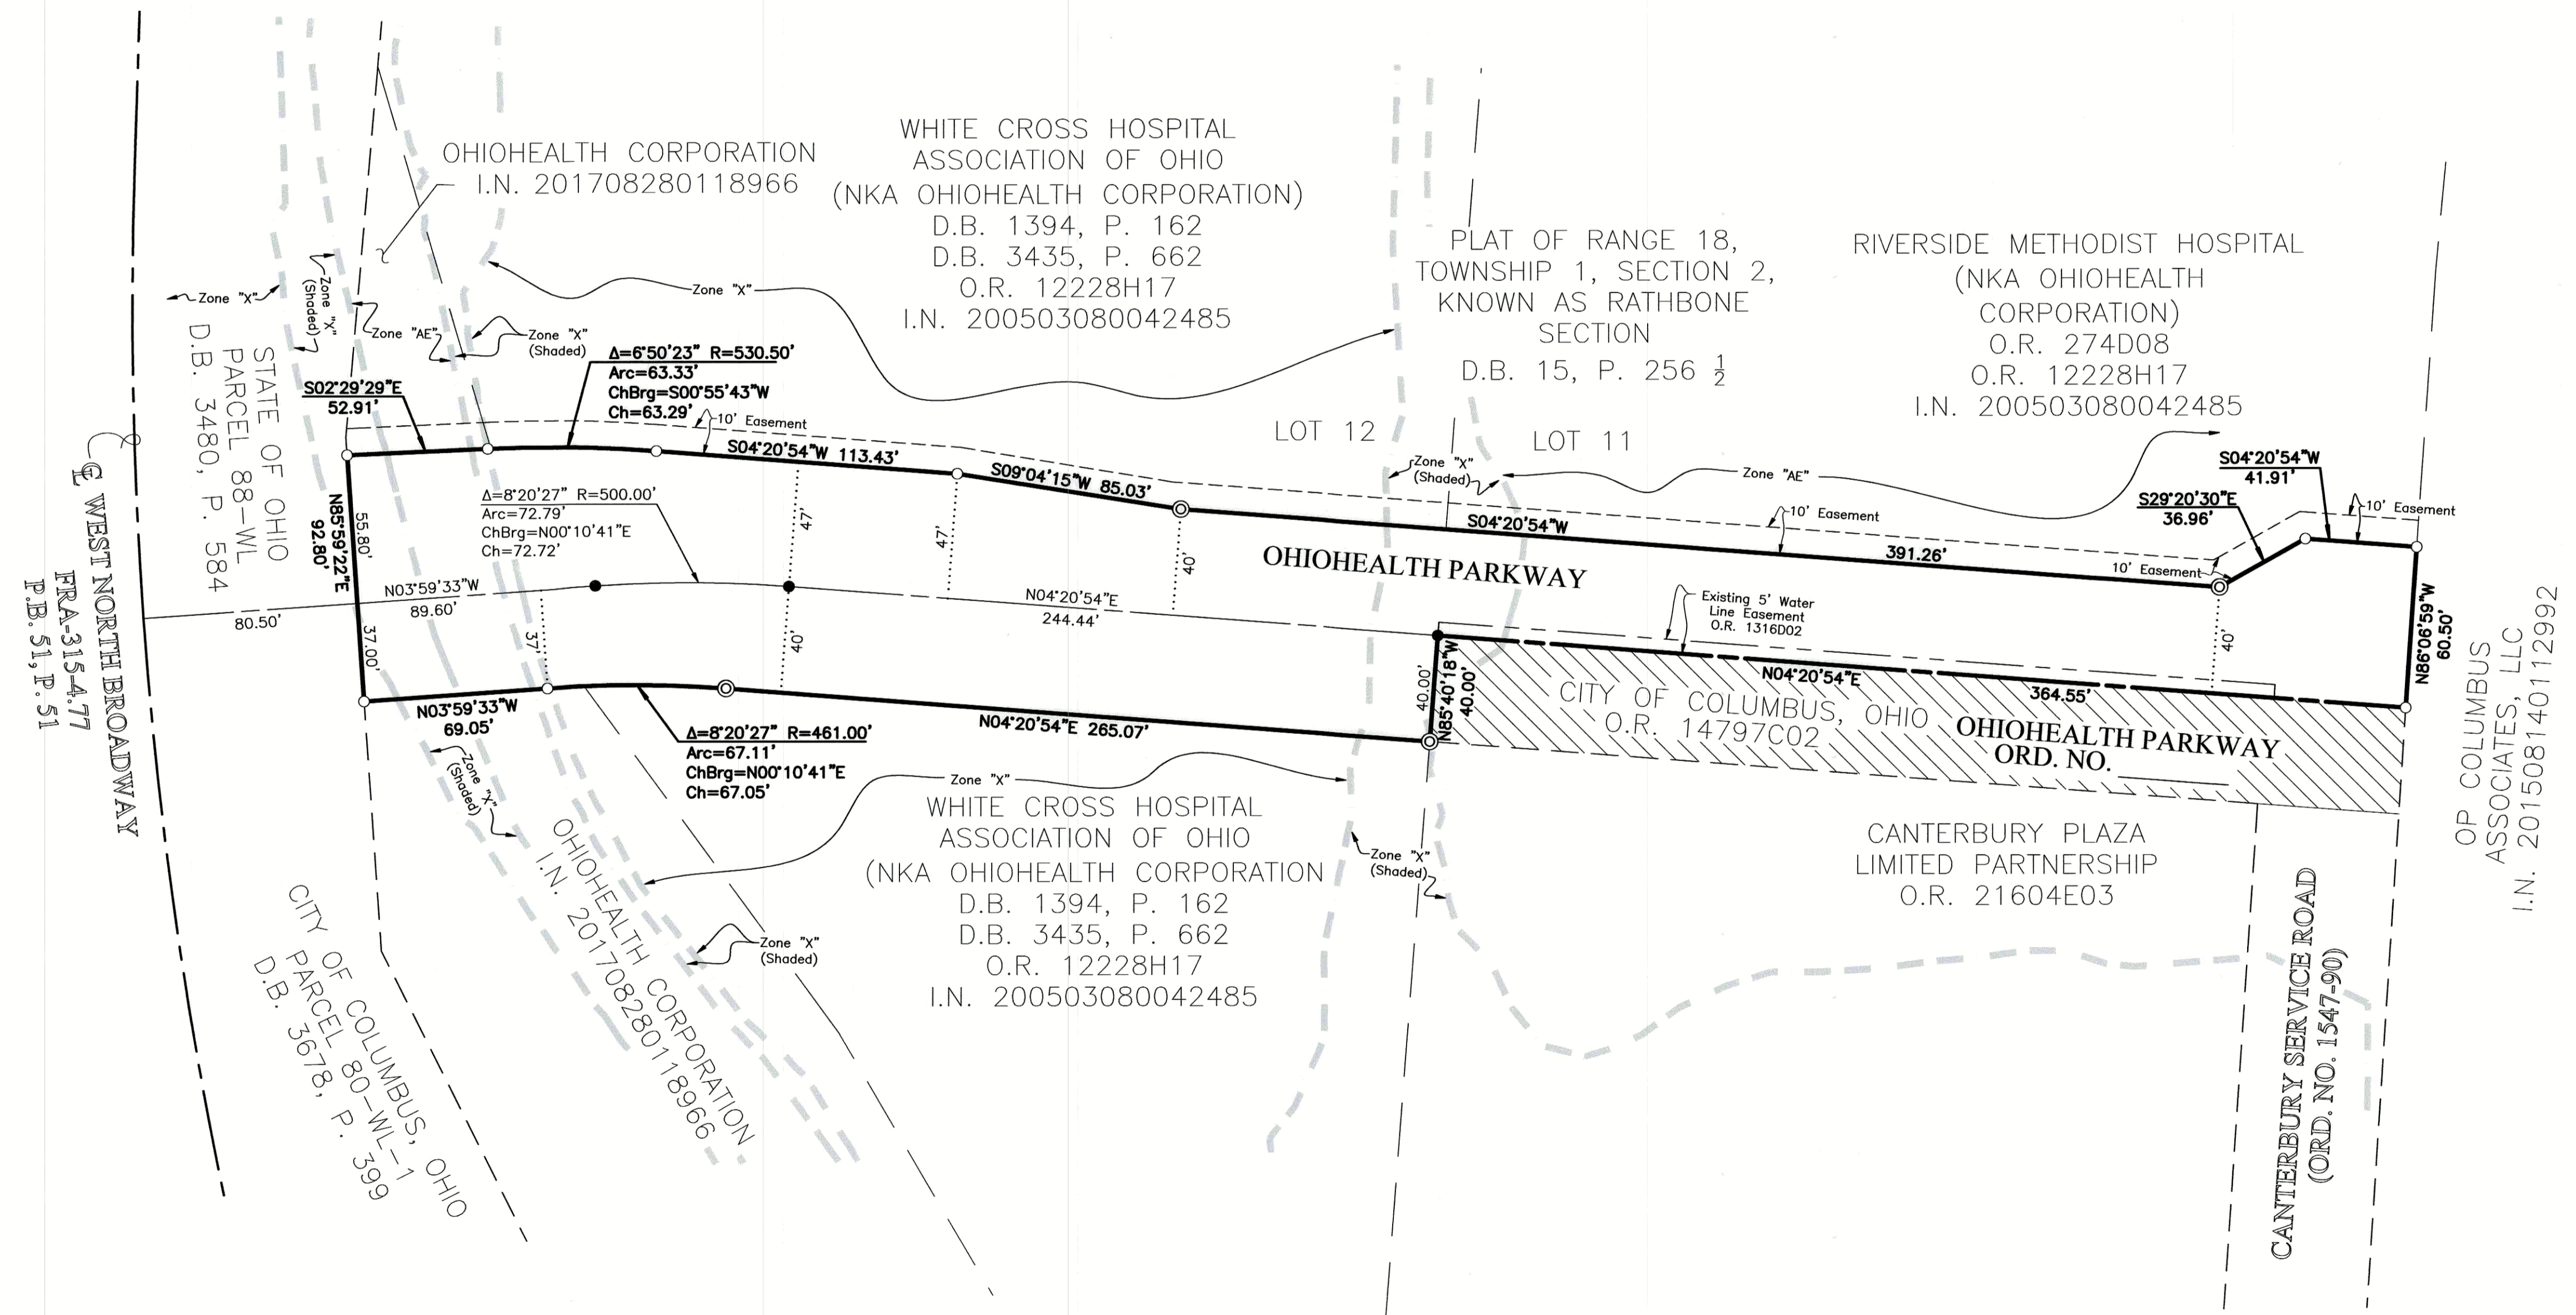 OHIOHEALTH CORPORATION
I.N. 201708280118966
WHITE CROSS HOSPITAL
ASSOCIATION OF OHIO
(NKA OHIOHEALTH CORPORATION)
D.B. 1394, P. 162
D.B. 3435, P. 662
O.R. 12228H17
I.N. 200503080042485
PLAT OF RANGE 18,
TOWNSHIP 1, SECTION 2,
KNOWN AS RATHBONE
SECTION
D.B. 15, P. 256 ½
RIVERSIDE METHODIST HOSPITAL
(NKA OHIOHEALTH
CORPORATION)
O.R. 274D08
O.R. 12228H17
I.N. 200503080042485
Zone "X"
Zone "X"
(Shaded)
Zone "AE"
Zone "X"
(Shaded)
Zone "X"
STATE OF OHIO
PARCEL 88-WL
D.B. 3480, P. 584
S02°29'29"E
52.91'
Δ=6°50'23" R=530.50'
Arc=63.33'
ChBrg=S00°55'43"W
Ch=63.29'
10' Easement
S04°20'54"W 113.43'
S09°04'15"W 85.03'
LOT 12
LOT 11
Zone "X"
(Shaded)
Zone "AE"
S04°20'54"W
41.91'
S29°20'30"E
36.96'
10' Easement
10' Easement
10' Easement
S04°20'54"W
391.26'
Δ=8°20'27" R=500.00'
Arc=72.79'
ChBrg=N00°10'41"E
Ch=72.72'
47'
47'
40'
OHIOHEALTH PARKWAY
N85°59'22"E
92.80'
55.80'
37.00'
℄ WEST NORTH BROADWAY
FRA-315-4.77
P.B. 51, P. 51
80.50'
N03°59'33"W
89.60'
37'
40'
N04°20'54"E
244.44'
Existing 5' Water
Line Easement
O.R. 1316D02
40'
N86°06'59"W
60.50'
OP COLUMBUS
ASSOCIATES, LLC
I.N. 201508140112992
N03°59'33"W
69.05'
Δ=8°20'27" R=461.00'
Arc=67.11'
ChBrg=N00°10'41"E
Ch=67.05'
N04°20'54"E 265.07'
40.00'
N85°40'18"W
40.00'
N04°20'54"E
364.55'
CITY OF COLUMBUS, OHIO
O.R. 14797C02
OHIOHEALTH PARKWAY
ORD. NO.
Zone "X"
(Shaded)
Zone "X"
WHITE CROSS HOSPITAL
ASSOCIATION OF OHIO
(NKA OHIOHEALTH CORPORATION
D.B. 1394, P. 162
D.B. 3435, P. 662
O.R. 12228H17
I.N. 200503080042485
Zone "X"
(Shaded)
CANTERBURY PLAZA
LIMITED PARTNERSHIP
O.R. 21604E03
OHIOHEALTH CORPORATION
I.N. 201708280118966
Zone "X"
(Shaded)
CITY OF COLUMBUS, OHIO
PARCEL 80-WL-1
D.B. 3678, P. 399
CANTERBURY SERVICE ROAD
(ORD. NO. 1547-90)